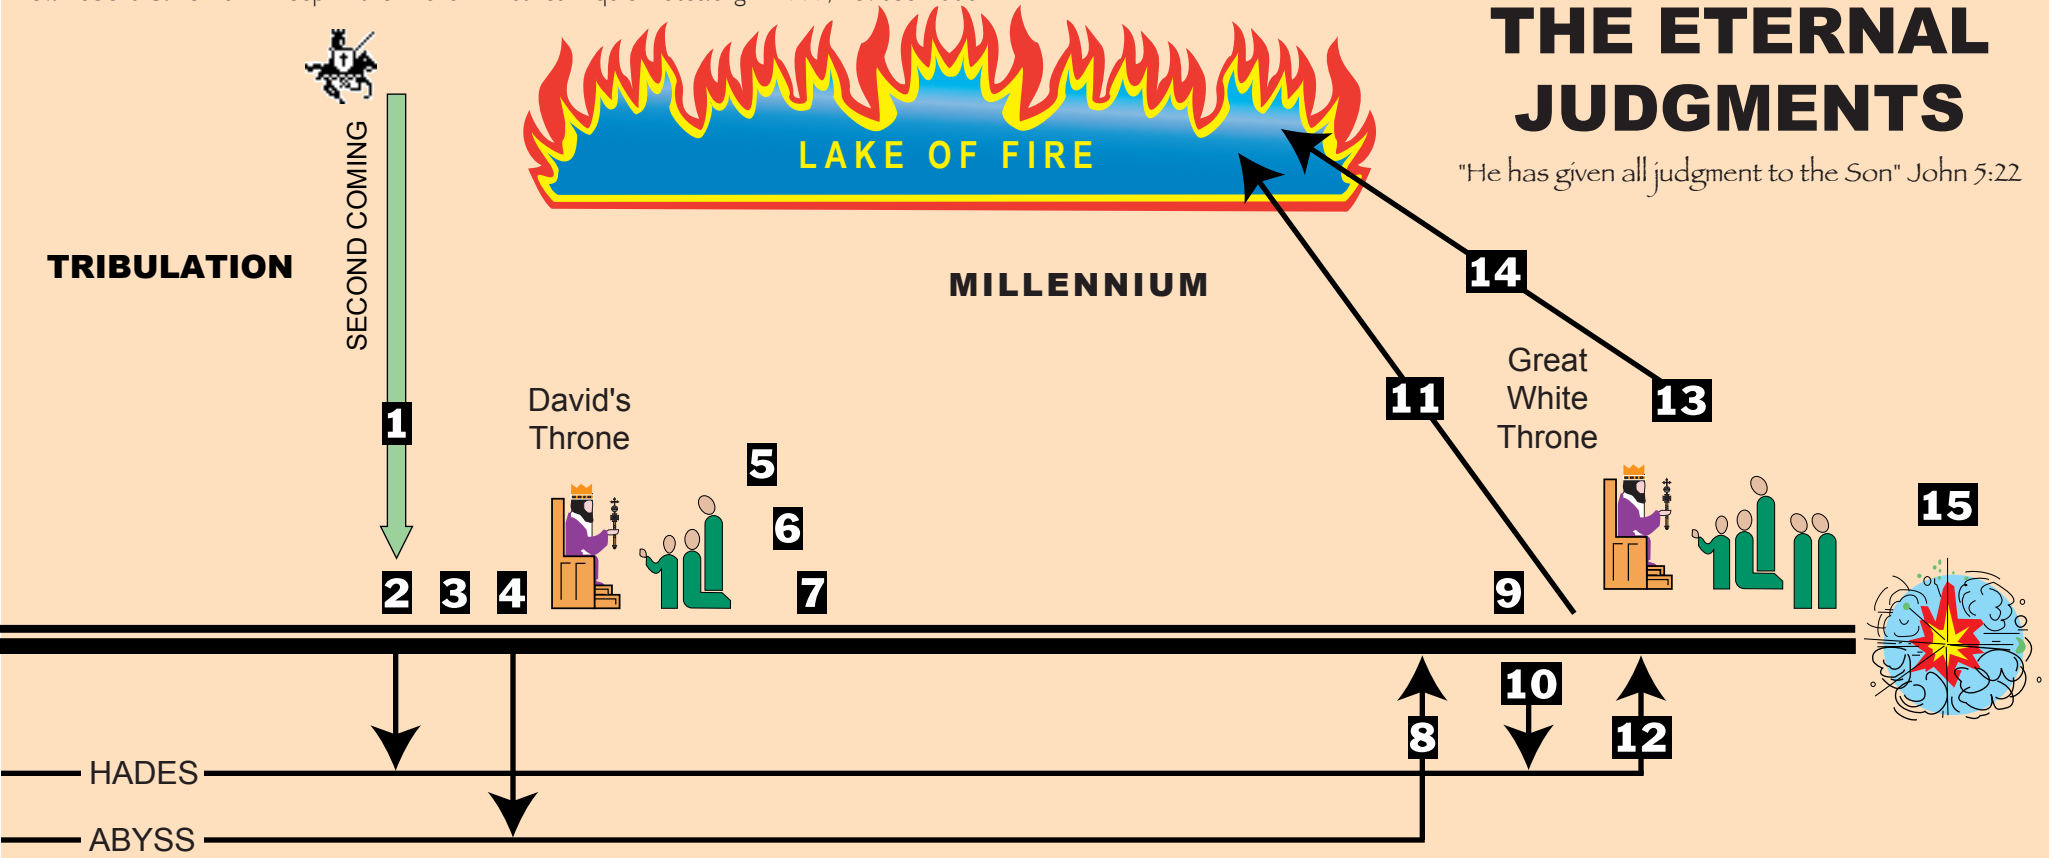 THE ETERNAL
JUDGMENTS
"He has given all judgment to the Son" John 5:22
SECOND COMING
LAKE OF FIRE
TRIBULATION
MILLENNIUM
14
Great
White
Throne
11
13
David's
Throne
1
5
15
6
2
3
4
7
9
10
8
12
HADES
ABYSS